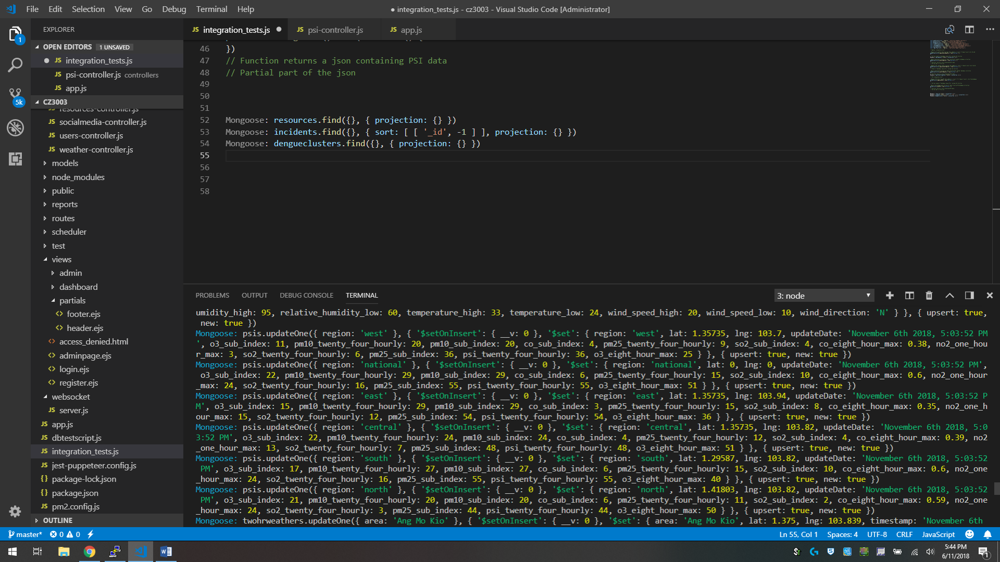 File Edit Selection View Go Debug Terminal Help
● integration_tests.js - cz3003 - Visual Studio Code [Administrator]
EXPLORER
OPEN EDITORS 1 UNSAVED
JS integration_tests.js
JS psi-controller.js controllers
JS app.js
CZ3003
JS resources-controller.js
JS socialmedia-controller.js
JS users-controller.js
JS weather-controller.js
models
node_modules
public
reports
routes
scheduler
test
views
admin
dashboard
partials
<> footer.ejs
<> header.ejs
<> access_denied.html
<> adminpage.ejs
<> login.ejs
<> register.ejs
websocket
JS server.js
JS app.js
JS dbtestscript.js
JS integration_tests.js
JS jest-puppeteer.config.js
{} package-lock.json
{} package.json
JS pm2.config.js
OUTLINE
1
5k
JS integration_tests.js ● JS psi-controller.js JS app.js
46 })
47 // Function returns a json containing PSI data
48 // Partial part of the json
49
50
51
52 Mongoose: resources.find({}, { projection: {} })
53 Mongoose: incidents.find({}, { sort: [ [ '_id', -1 ] ], projection: {} })
54 Mongoose: dengueclusters.find({}, { projection: {} })
55
56
57
58
PROBLEMS OUTPUT DEBUG CONSOLE TERMINAL
3: node
umidity_high: 95, relative_humidity_low: 60, temperature_high: 33, temperature_low: 24, wind_speed_high: 20, wind_speed_low: 10, wind_direction: 'N' } }, { upsert: true,
new: true })
Mongoose: psis.updateOne({ region: 'west' }, { '$setOnInsert': { __v: 0 }, '$set': { region: 'west', lat: 1.35735, lng: 103.7, updateDate: 'November 6th 2018, 5:03:52 PM
', o3_sub_index: 11, pm10_twenty_four_hourly: 20, pm10_sub_index: 20, co_sub_index: 4, pm25_twenty_four_hourly: 9, so2_sub_index: 4, co_eight_hour_max: 0.38, no2_one_hou
r_max: 3, so2_twenty_four_hourly: 6, pm25_sub_index: 36, psi_twenty_four_hourly: 36, o3_eight_hour_max: 25 } }, { upsert: true, new: true })
Mongoose: psis.updateOne({ region: 'national' }, { '$setOnInsert': { __v: 0 }, '$set': { region: 'national', lat: 0, lng: 0, updateDate: 'November 6th 2018, 5:03:52 PM',
o3_sub_index: 22, pm10_twenty_four_hourly: 29, pm10_sub_index: 29, co_sub_index: 6, pm25_twenty_four_hourly: 15, so2_sub_index: 10, co_eight_hour_max: 0.6, no2_one_hour
_max: 24, so2_twenty_four_hourly: 16, pm25_sub_index: 55, psi_twenty_four_hourly: 55, o3_eight_hour_max: 51 } }, { upsert: true, new: true })
Mongoose: psis.updateOne({ region: 'east' }, { '$setOnInsert': { __v: 0 }, '$set': { region: 'east', lat: 1.35735, lng: 103.94, updateDate: 'November 6th 2018, 5:03:52 P
M', o3_sub_index: 15, pm10_twenty_four_hourly: 29, pm10_sub_index: 29, co_sub_index: 3, pm25_twenty_four_hourly: 15, so2_sub_index: 8, co_eight_hour_max: 0.35, no2_one_h
our_max: 15, so2_twenty_four_hourly: 12, pm25_sub_index: 54, psi_twenty_four_hourly: 54, o3_eight_hour_max: 36 } }, { upsert: true, new: true })
Mongoose: psis.updateOne({ region: 'central' }, { '$setOnInsert': { __v: 0 }, '$set': { region: 'central', lat: 1.35735, lng: 103.82, updateDate: 'November 6th 2018, 5:0
3:52 PM', o3_sub_index: 22, pm10_twenty_four_hourly: 24, pm10_sub_index: 24, co_sub_index: 4, pm25_twenty_four_hourly: 12, so2_sub_index: 4, co_eight_hour_max: 0.39, no2
_one_hour_max: 13, so2_twenty_four_hourly: 7, pm25_sub_index: 48, psi_twenty_four_hourly: 48, o3_eight_hour_max: 51 } }, { upsert: true, new: true })
Mongoose: psis.updateOne({ region: 'south' }, { '$setOnInsert': { __v: 0 }, '$set': { region: 'south', lat: 1.29587, lng: 103.82, updateDate: 'November 6th 2018, 5:03:52
PM', o3_sub_index: 17, pm10_twenty_four_hourly: 27, pm10_sub_index: 27, co_sub_index: 6, pm25_twenty_four_hourly: 15, so2_sub_index: 10, co_eight_hour_max: 0.6, no2_one
_hour_max: 24, so2_twenty_four_hourly: 16, pm25_sub_index: 55, psi_twenty_four_hourly: 55, o3_eight_hour_max: 40 } }, { upsert: true, new: true })
Mongoose: psis.updateOne({ region: 'north' }, { '$setOnInsert': { __v: 0 }, '$set': { region: 'north', lat: 1.41803, lng: 103.82, updateDate: 'November 6th 2018, 5:03:52
PM', o3_sub_index: 21, pm10_twenty_four_hourly: 20, pm10_sub_index: 20, co_sub_index: 6, pm25_twenty_four_hourly: 11, so2_sub_index: 2, co_eight_hour_max: 0.59, no2_one
_hour_max: 24, so2_twenty_four_hourly: 3, pm25_sub_index: 44, psi_twenty_four_hourly: 44, o3_eight_hour_max: 50 } }, { upsert: true, new: true })
Mongoose: twohrweathers.updateOne({ area: 'Ang Mo Kio' }, { '$setOnInsert': { __v: 0 }, '$set': { area: 'Ang Mo Kio', lat: 1.375, lng: 103.839, timestamp: 'November 6th
master* 0 0 Ln 55, Col 1 Spaces: 4 UTF-8 CRLF JavaScript
5:44 PM
6/11/2018
1